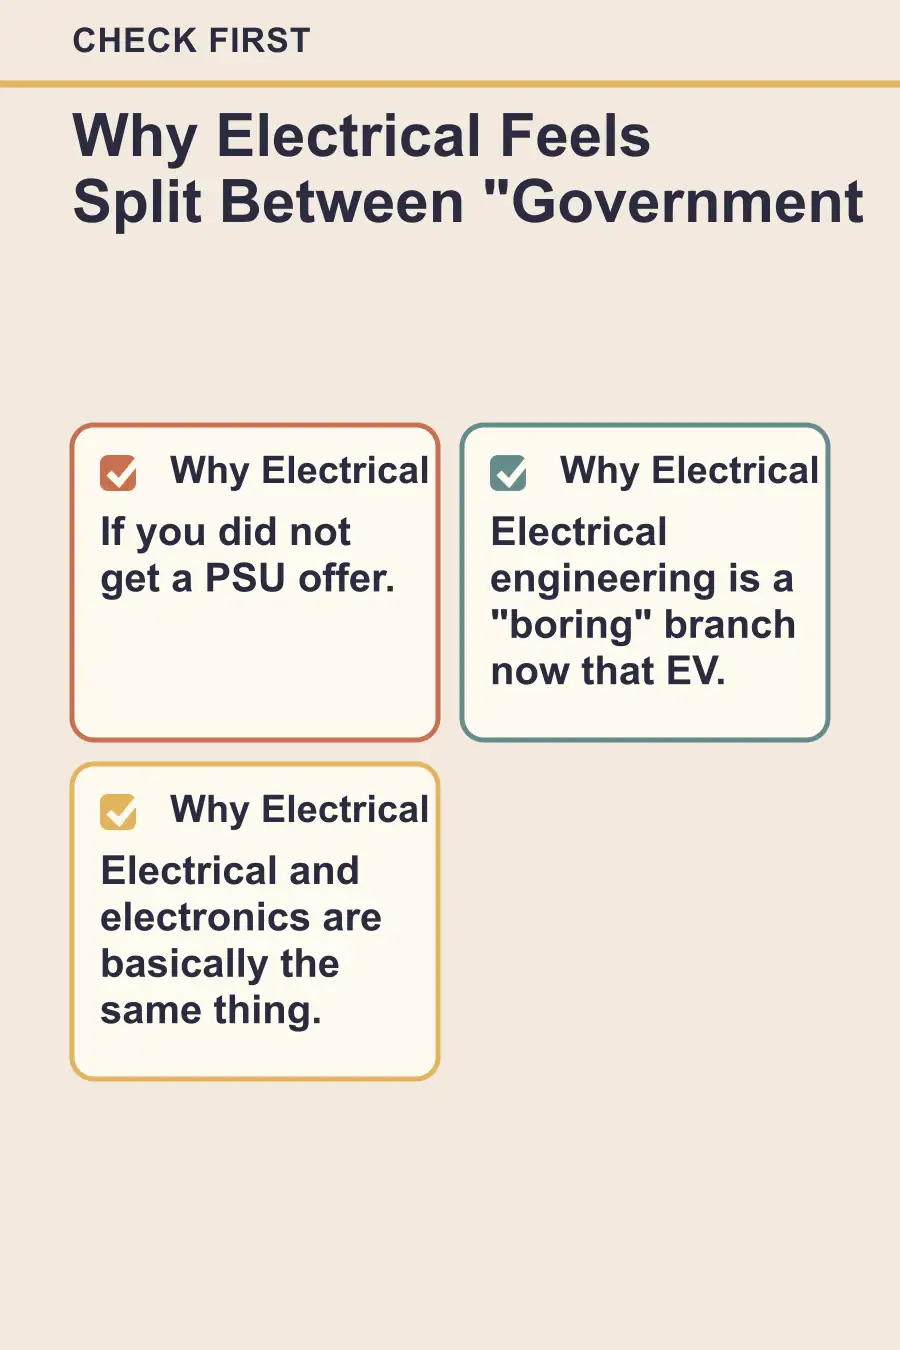 CHECK FIRST
Why Electrical Feels
Split Between "Government
Why Electrical
If you did not
get a PSU offer.
Why Electrical
Electrical
engineering is a
"boring" branch
now that EV.
Why Electrical
Electrical and
electronics are
basically the
same thing.